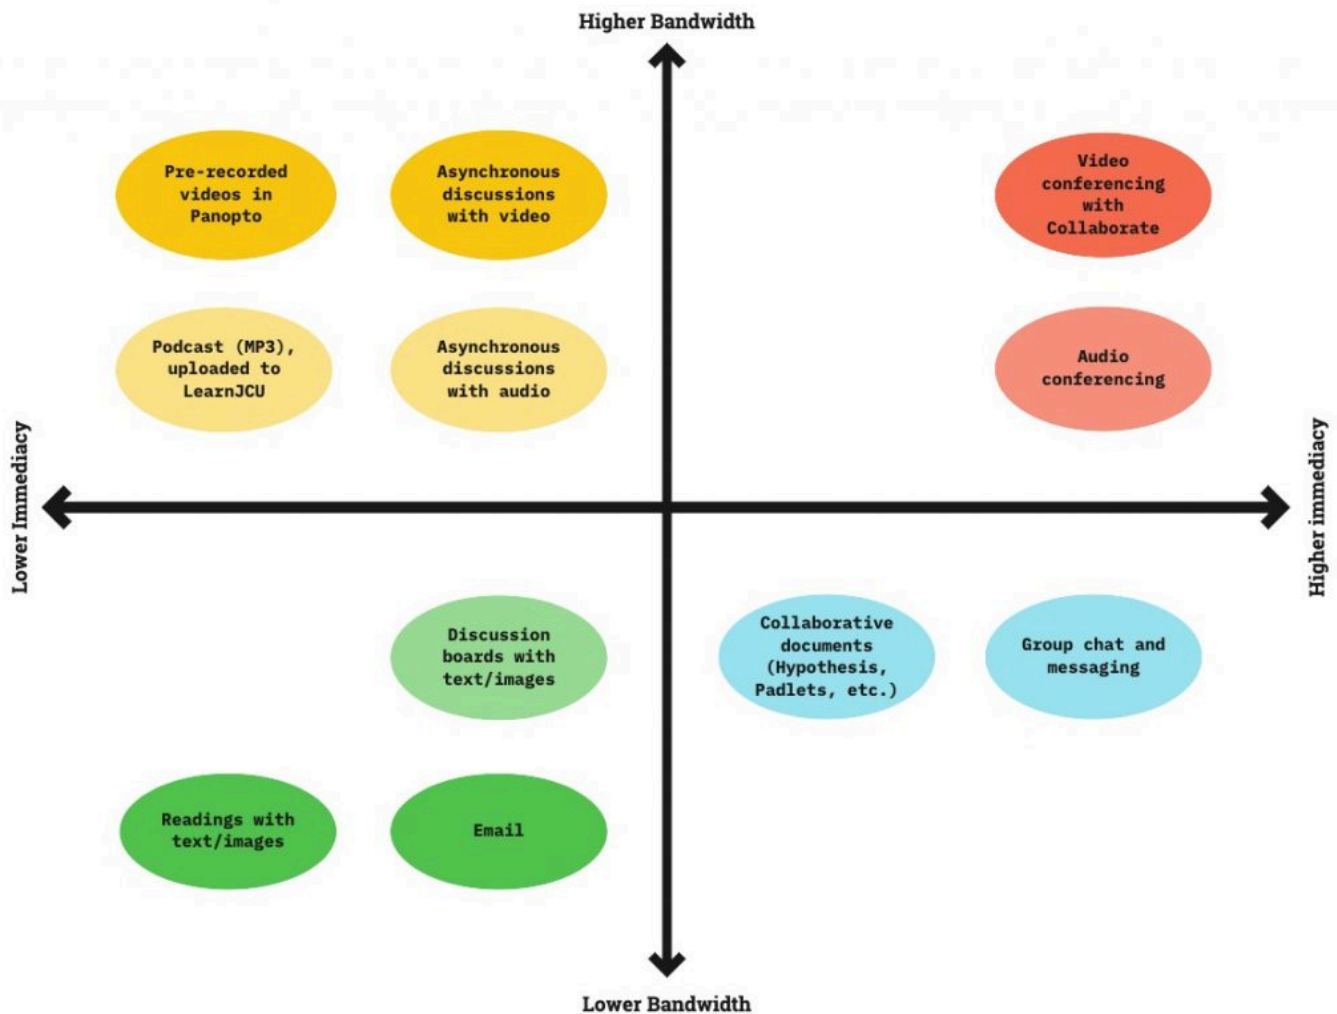 Higher Bandwidth
Pre-recorded
videos in
Panopto
Asynchronous
discussions
with video
Video
conferencing
with
Collaborate
Podcast (MP3),
uploaded to
LearnJCU
Asynchronous
discussions
with audio
Audio
conferencing
Lower Immediacy
Higher immediacy
Discussion
boards with
text/images
Collaborative
documents
(Hypothesis,
Padlets, etc.)
Group chat and
messaging
Readings with
text/images
Email
Lower Bandwidth